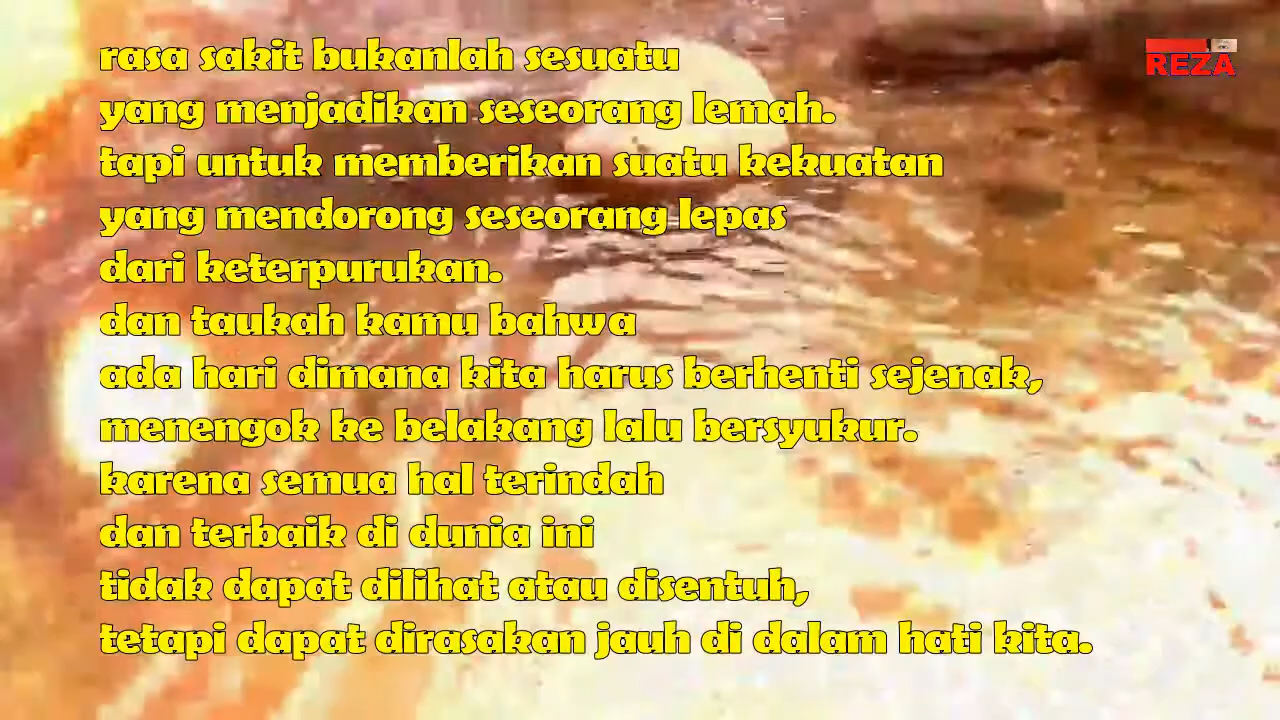 rasa sakit bukanlah sesuatu
yang menjadikan seseorang lemah.
tapi untuk memberikan suatu kekuatan
yang mendorong seseorang lepas
dari keterpurukan.
dan taukah kamu bahwa
ada hari dimana kita harus berhenti sejenak,
menengok ke belakang lalu bersyukur.
karena semua hal terindah
dan terbaik di dunia ini
tidak dapat dilihat atau disentuh,
tetapi dapat dirasakan jauh di dalam hati kita.
REZA